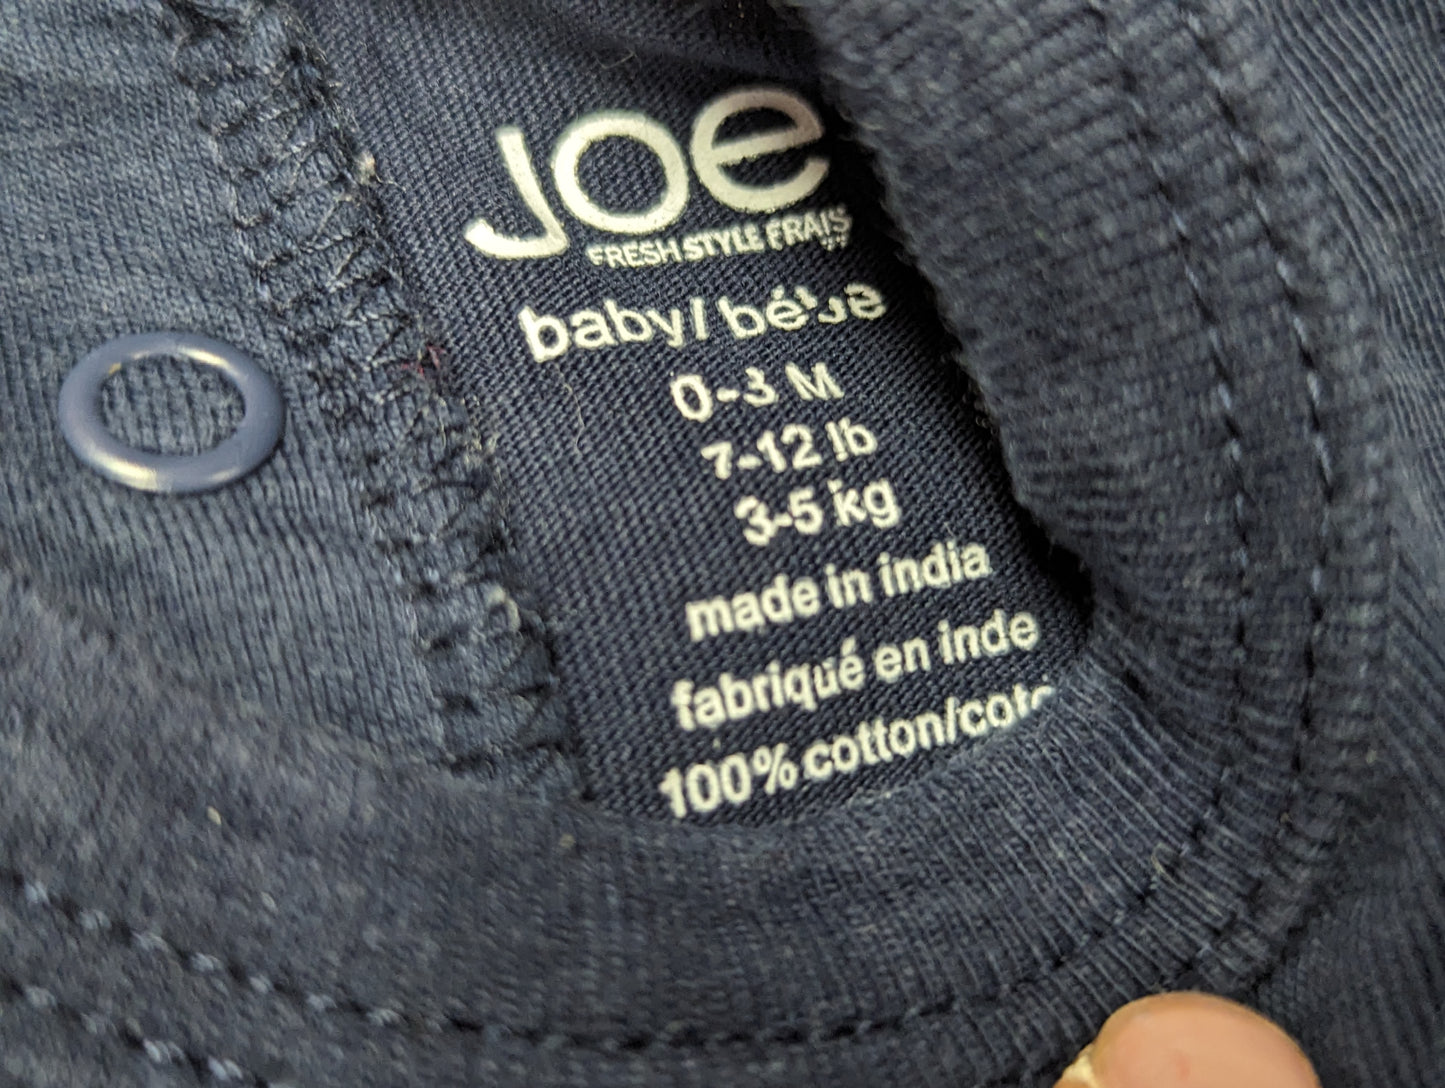 Joe
FRESH STYLE FRAIS
baby/bébé
0-3 M
7-12 lb
3-5 kg
made in india
fabriqué en inde
100% cotton/coto